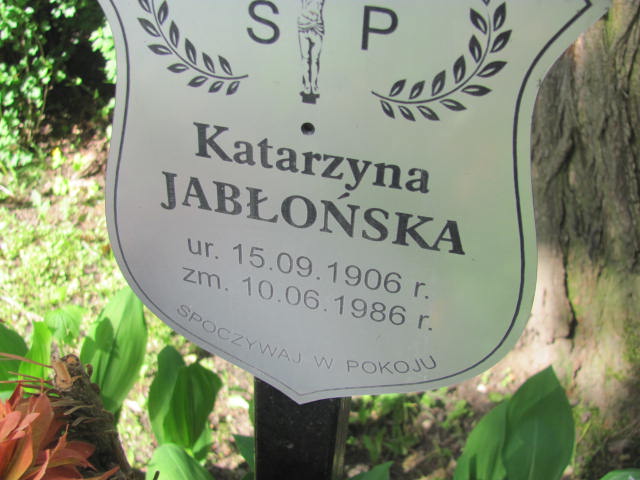 S P
Katarzyna
JABŁOŃSKA
ur. 15.09.1906 r.
zm. 10.06.1986 r.
SPOCZYWAJ W POKOJU